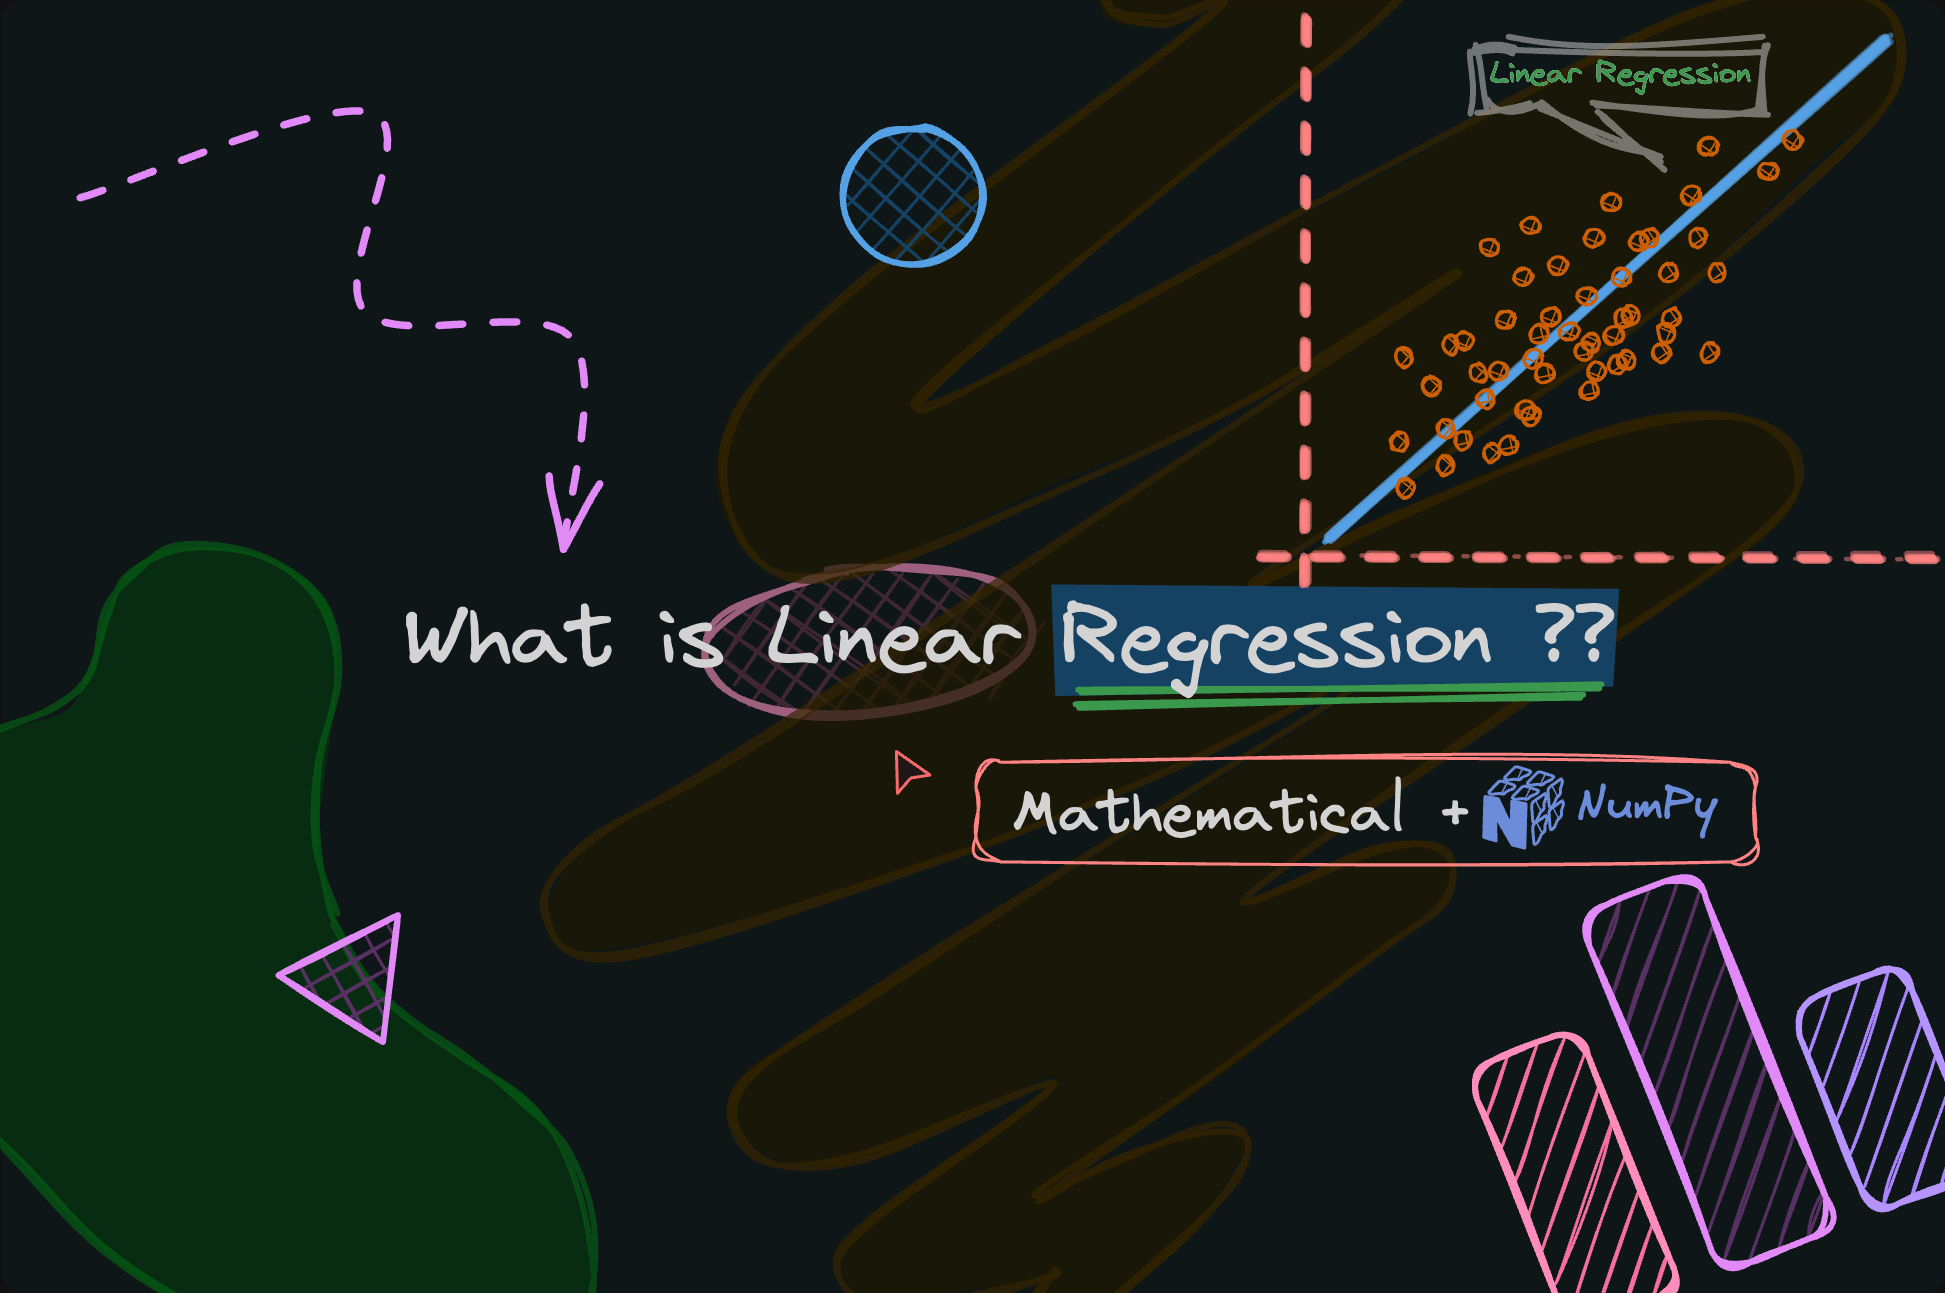 Linear Regression
What is Linear Regression ??
Mathematical + N NumPy